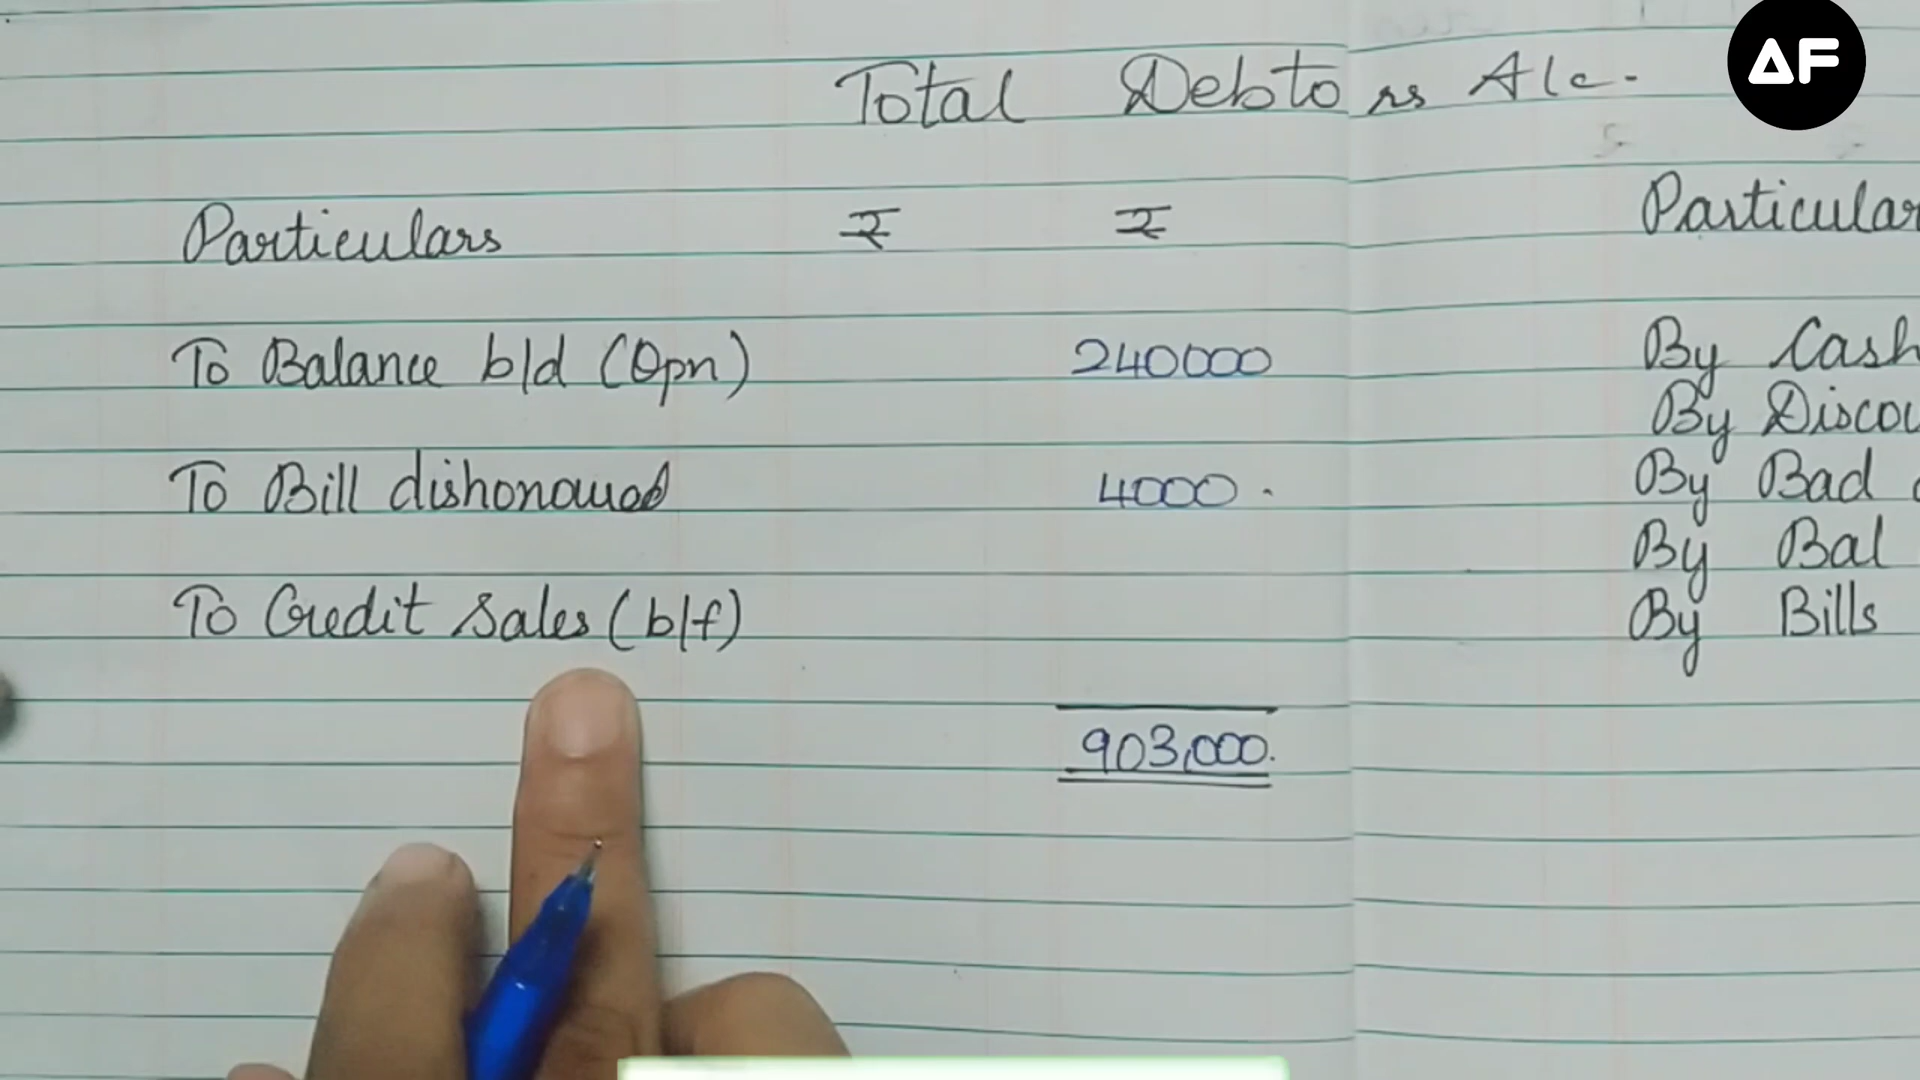 AF
Total Debtors A/c.
Particulars ₹ ₹ Particular
To Balance b/d (Opn) 240000 By Cash
By Discou
To Bill dishonoured 4000. By Bad
By Bal
To Credit Sales (b/f) By Bills
903,000.